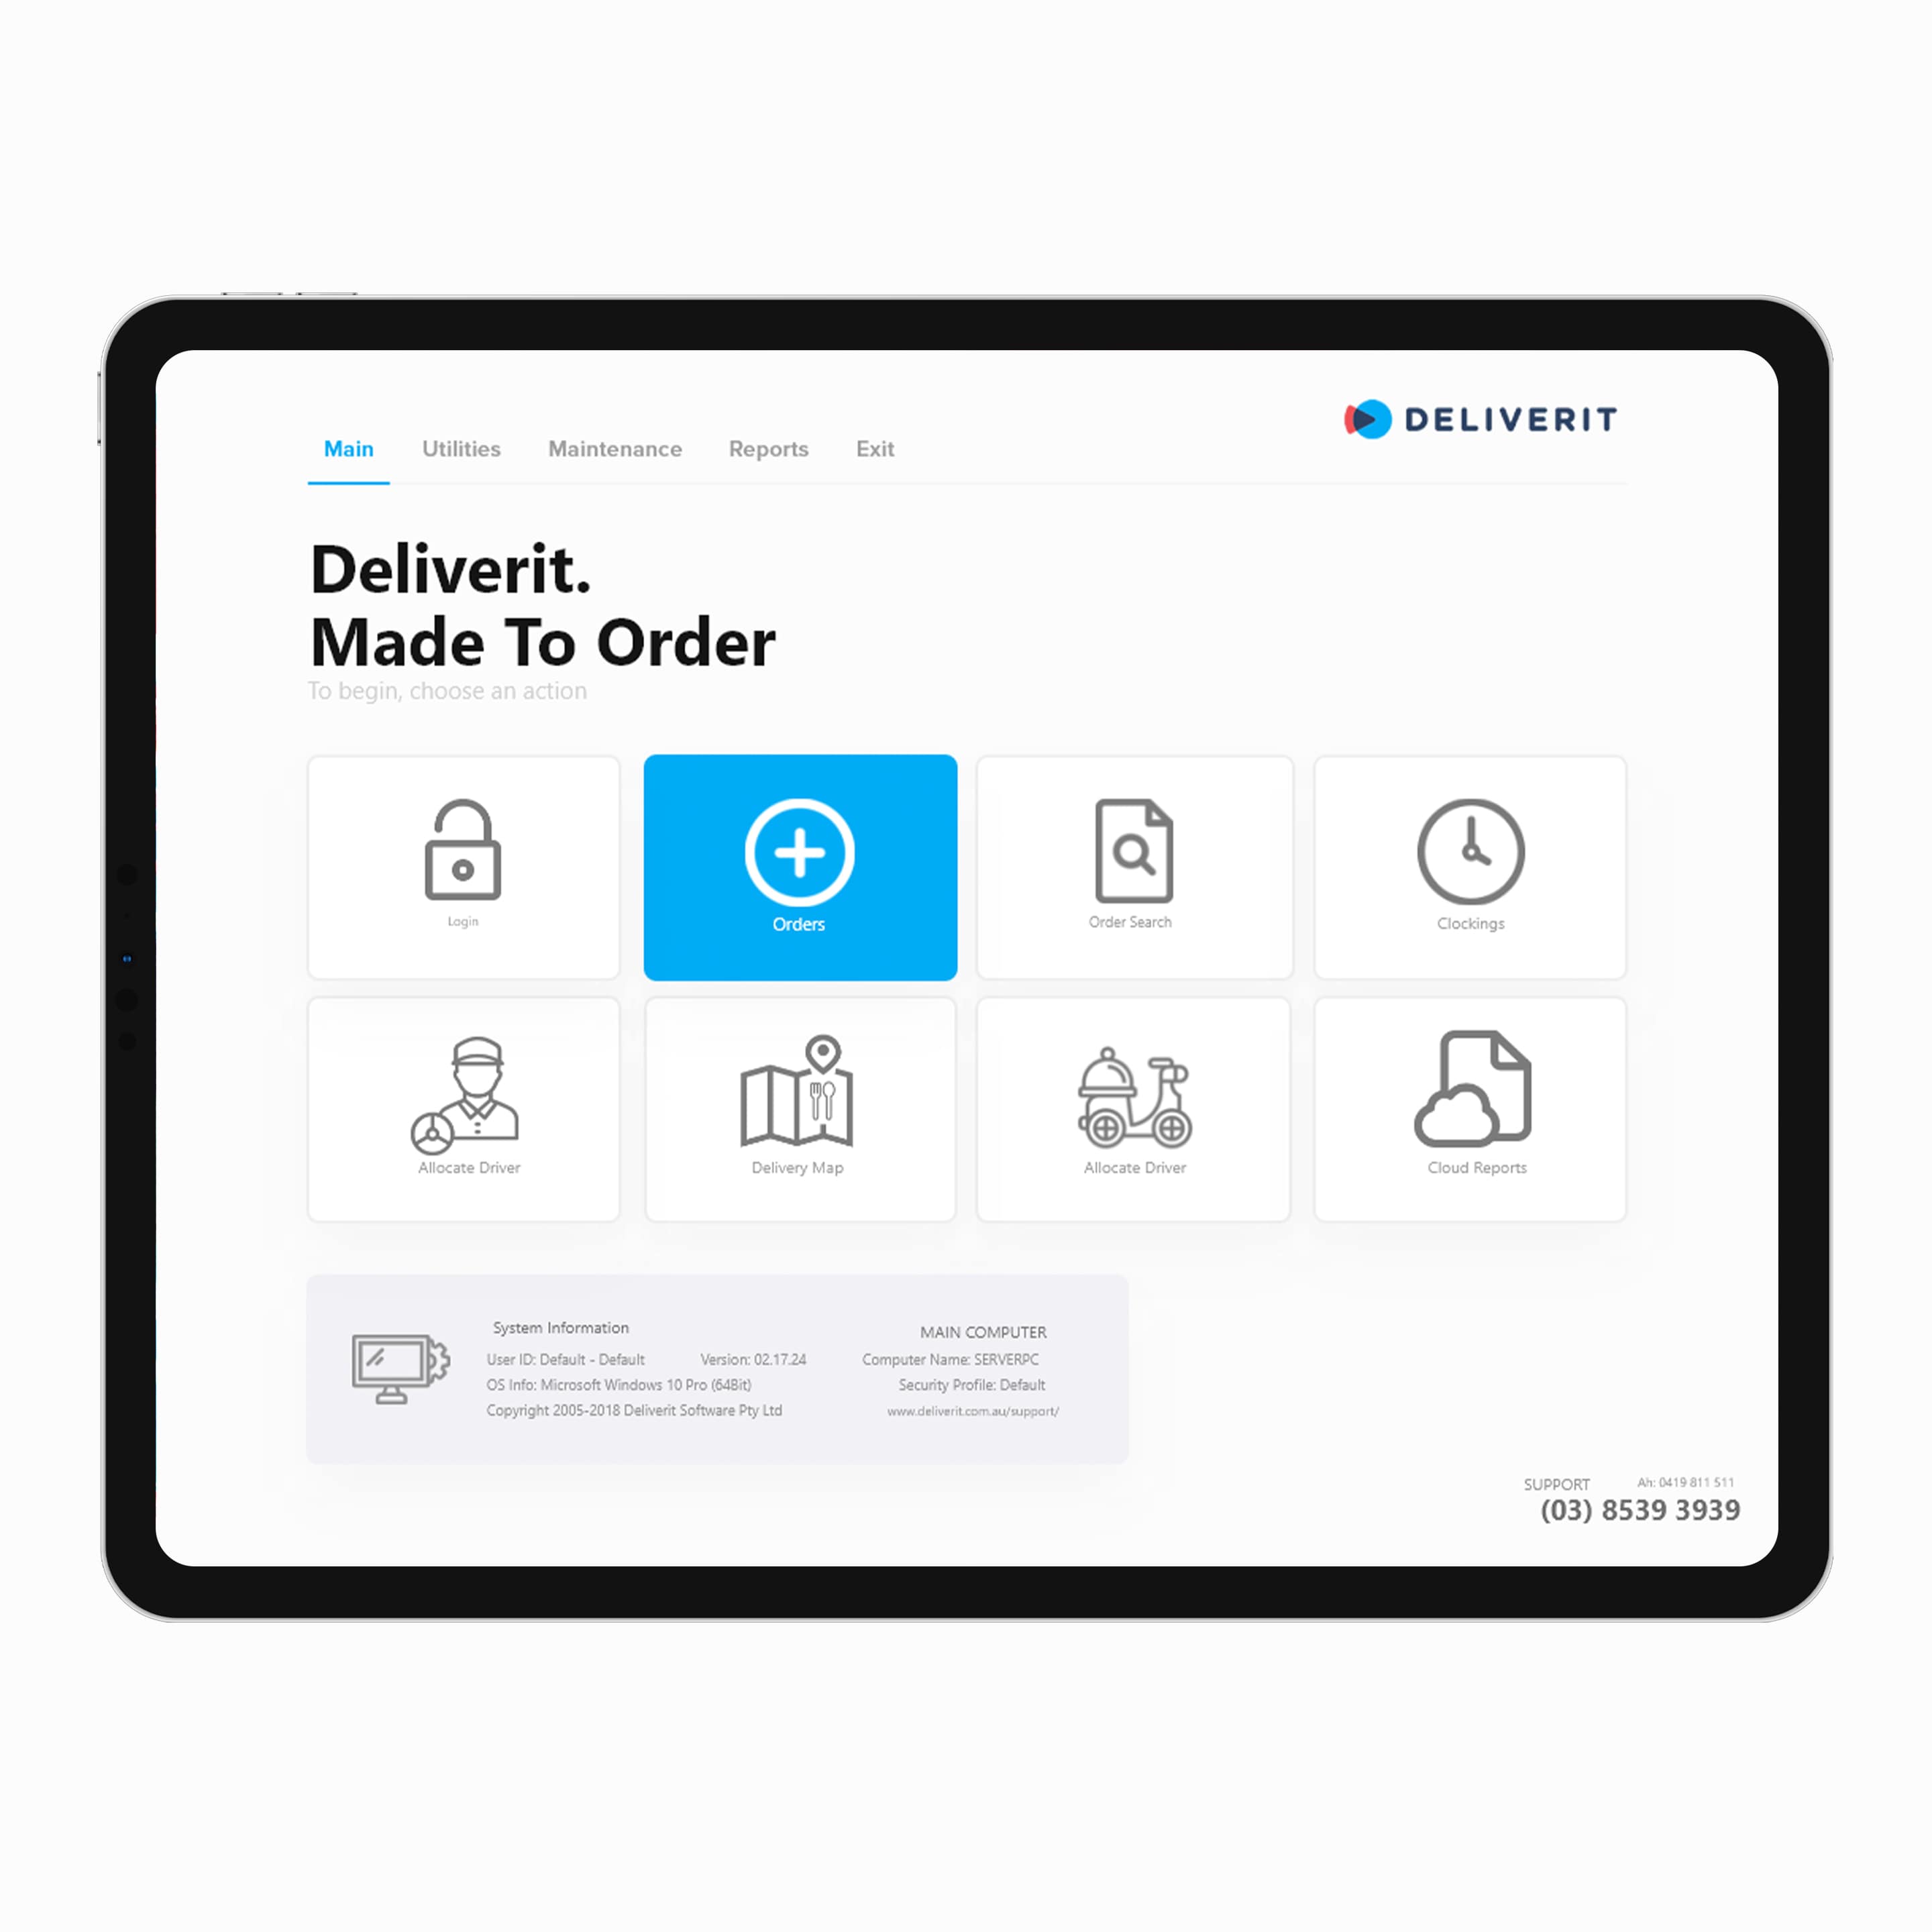 DELIVERIT
Main Utilities Maintenance Reports Exit
Deliverit.
Made To Order
To begin, choose an action
Login Orders Order Search Clockings
Allocate Driver Delivery Map Allocate Driver Cloud Reports
System Information MAIN COMPUTER
User ID: Default - Default Version: 02.17.24 Computer Name: SERVERPC
OS Info: Microsoft Windows 10 Pro (64Bit) Security Profile: Default
Copyright 2005-2018 Deliverit Software Pty Ltd www.deliverit.com.au/support/
SUPPORT Ah: 0419 811 511
(03) 8539 3939